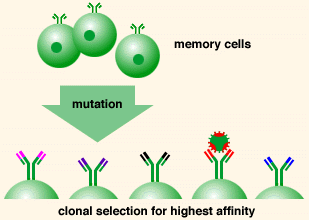 memory cells
mutation
clonal selection for highest affinity